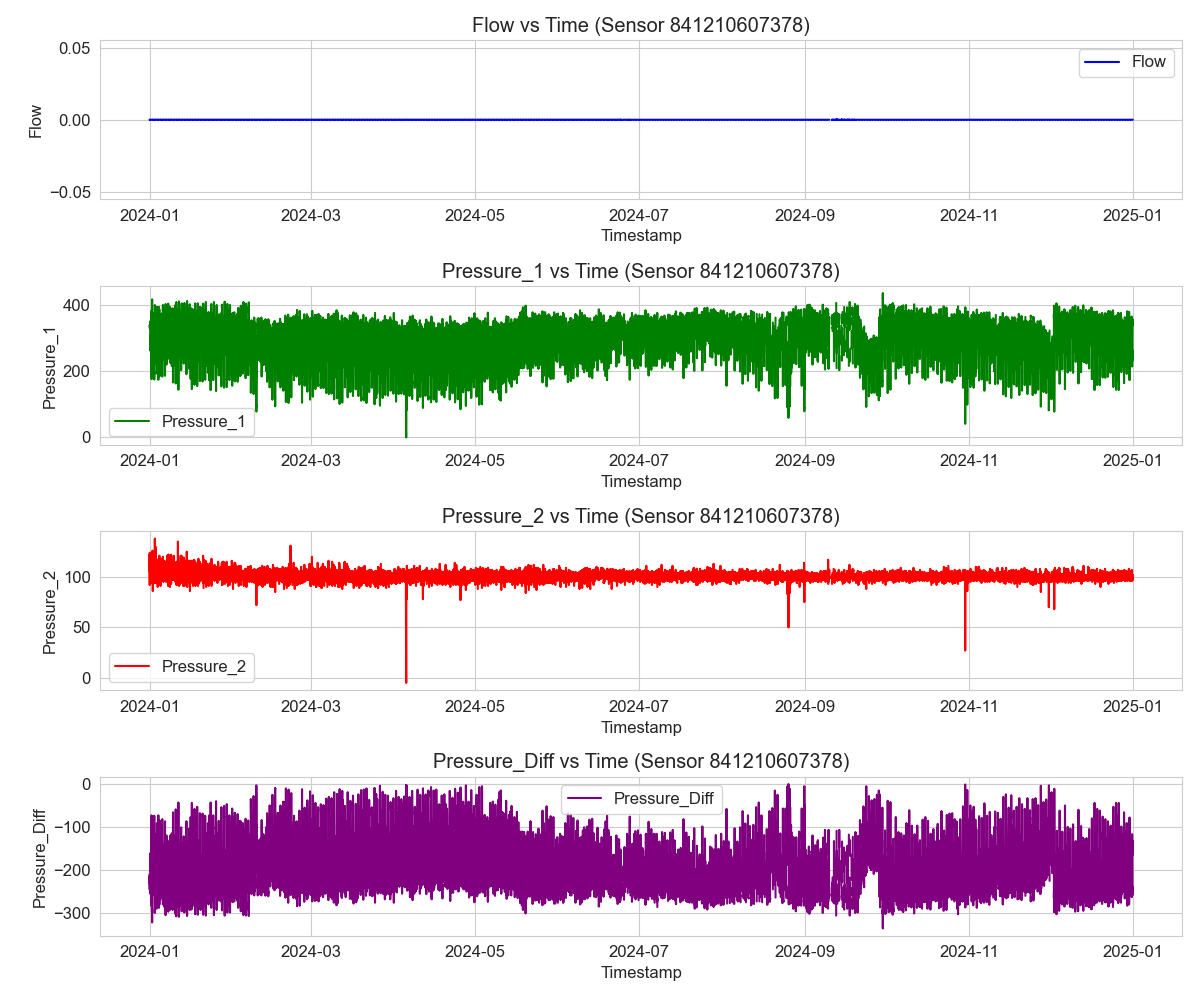 Flow vs Time (Sensor 841210607378)
0.05
0.00
−0.05
Flow
Flow
2024-01 2024-03 2024-05 2024-07 2024-09 2024-11 2025-01
Timestamp
Pressure_1 vs Time (Sensor 841210607378)
400
200
0
Pressure_1
Pressure_1
2024-01 2024-03 2024-05 2024-07 2024-09 2024-11 2025-01
Timestamp
Pressure_2 vs Time (Sensor 841210607378)
100
50
0
Pressure_2
Pressure_2
2024-01 2024-03 2024-05 2024-07 2024-09 2024-11 2025-01
Timestamp
Pressure_Diff vs Time (Sensor 841210607378)
0
−100
−200
−300
Pressure_Diff
Pressure_Diff
2024-01 2024-03 2024-05 2024-07 2024-09 2024-11 2025-01
Timestamp